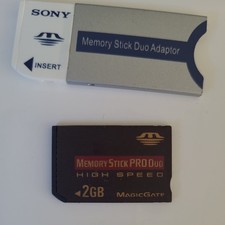 SONY
Memory Stick Duo Adaptor
INSERT
MEMORY STICK PRO DUO
HIGH SPEED
2GB
MAGICGATE